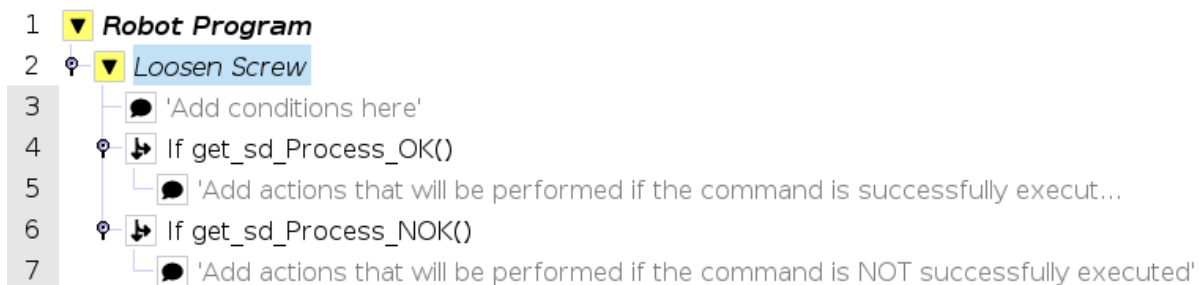 1 Robot Program
2 Loosen Screw
3 'Add conditions here'
4 If get_sd_Process_OK()
5 'Add actions that will be performed if the command is successfully execut...
6 If get_sd_Process_NOK()
7 'Add actions that will be performed if the command is NOT successfully executed'